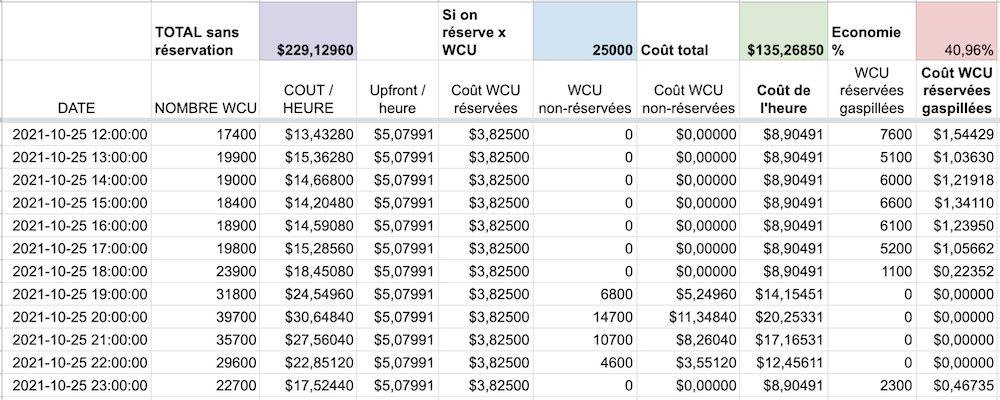 TOTAL sans réservation $229,12960 Si on réserve x WCU 25000 Coût total $135,26850 Economie % 40,96%
DATE NOMBRE WCU COUT / HEURE Upfront / heure Coût WCU réservées WCU non-réservées Coût WCU non-réservées Coût de l'heure WCU réservées gaspillées Coût WCU réservées gaspillées
2021-10-25 12:00:00 17400 $13,43280 $5,07991 $3,82500 0 $0,00000 $8,90491 7600 $1,54429
2021-10-25 13:00:00 19900 $15,36280 $5,07991 $3,82500 0 $0,00000 $8,90491 5100 $1,03630
2021-10-25 14:00:00 19000 $14,66800 $5,07991 $3,82500 0 $0,00000 $8,90491 6000 $1,21918
2021-10-25 15:00:00 18400 $14,20480 $5,07991 $3,82500 0 $0,00000 $8,90491 6600 $1,34110
2021-10-25 16:00:00 18900 $14,59080 $5,07991 $3,82500 0 $0,00000 $8,90491 6100 $1,23950
2021-10-25 17:00:00 19800 $15,28560 $5,07991 $3,82500 0 $0,00000 $8,90491 5200 $1,05662
2021-10-25 18:00:00 23900 $18,45080 $5,07991 $3,82500 0 $0,00000 $8,90491 1100 $0,22352
2021-10-25 19:00:00 31800 $24,54960 $5,07991 $3,82500 6800 $5,24960 $14,15451 0 $0,00000
2021-10-25 20:00:00 39700 $30,64840 $5,07991 $3,82500 14700 $11,34840 $20,25331 0 $0,00000
2021-10-25 21:00:00 35700 $27,56040 $5,07991 $3,82500 10700 $8,26040 $17,16531 0 $0,00000
2021-10-25 22:00:00 29600 $22,85120 $5,07991 $3,82500 4600 $3,55120 $12,45611 0 $0,00000
2021-10-25 23:00:00 22700 $17,52440 $5,07991 $3,82500 0 $0,00000 $8,90491 2300 $0,46735